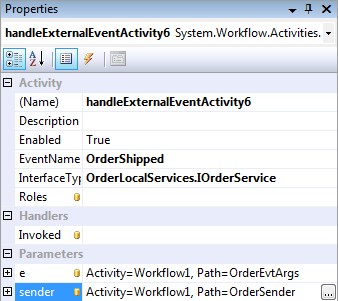 Properties
handleExternalEventActivity6 System.Workflow.Activities.
Activity
(Name) handleExternalEventActivity6
Description
Enabled True
EventName OrderShipped
InterfaceTyp OrderLocalServices.IOrderService
Roles
Handlers
Invoked
Parameters
e Activity=Workflow1, Path=OrderEvtArgs
sender Activity=Workflow1, Path=OrderSender ...